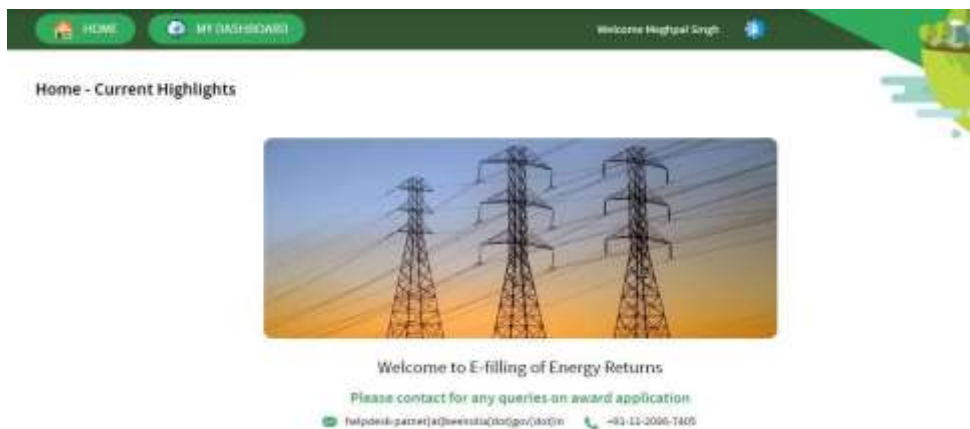 HOME
MY DASHBOARD
Welcome Meghpal Singh
Home - Current Highlights
Welcome to E-filling of Energy Returns
Please contact for any queries on award application
helpdesk-patnet[at]beeindia[dot]gov[dot]in
+91-11-2086-7405